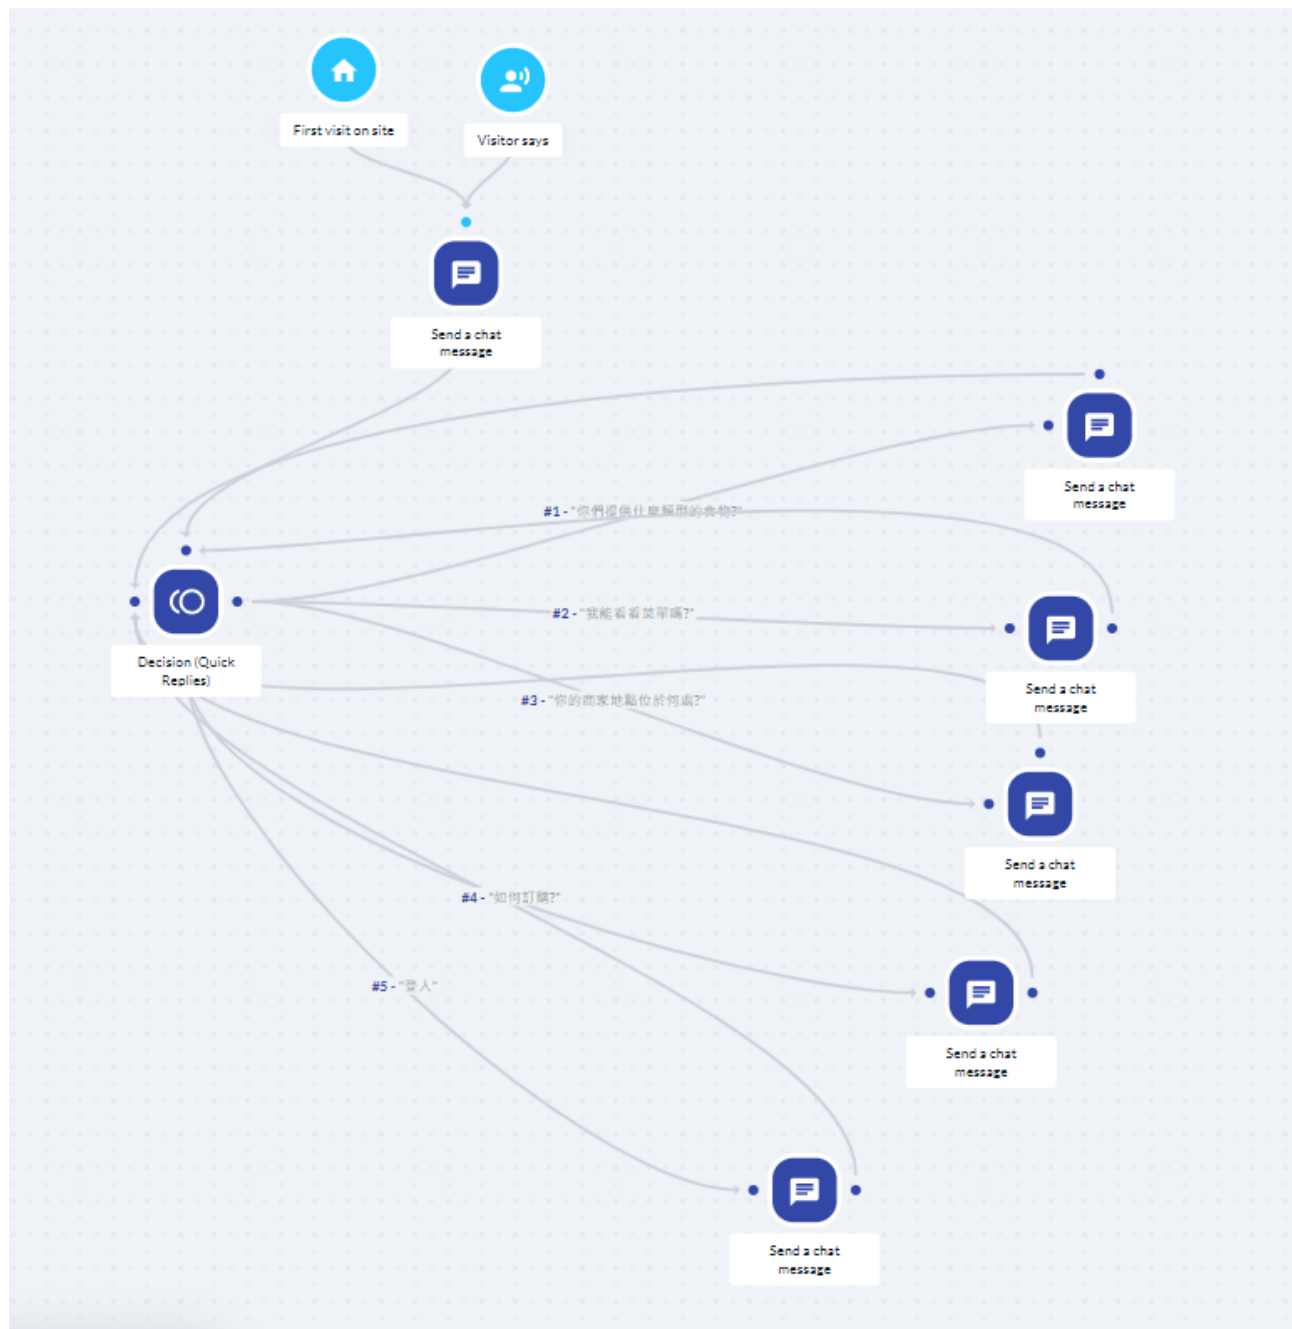 First visit on site
Visitor says
Send a chat
message
Send a chat
message
#1 - "你們提供什麼類型的食物?"
#2 - "我能看看菜單嗎?"
Decision (Quick
Replies)
Send a chat
message
#3 - "你的商家地點位於何處?"
Send a chat
message
#4 - "如何訂購?"
#5 - "登入"
Send a chat
message
Send a chat
message